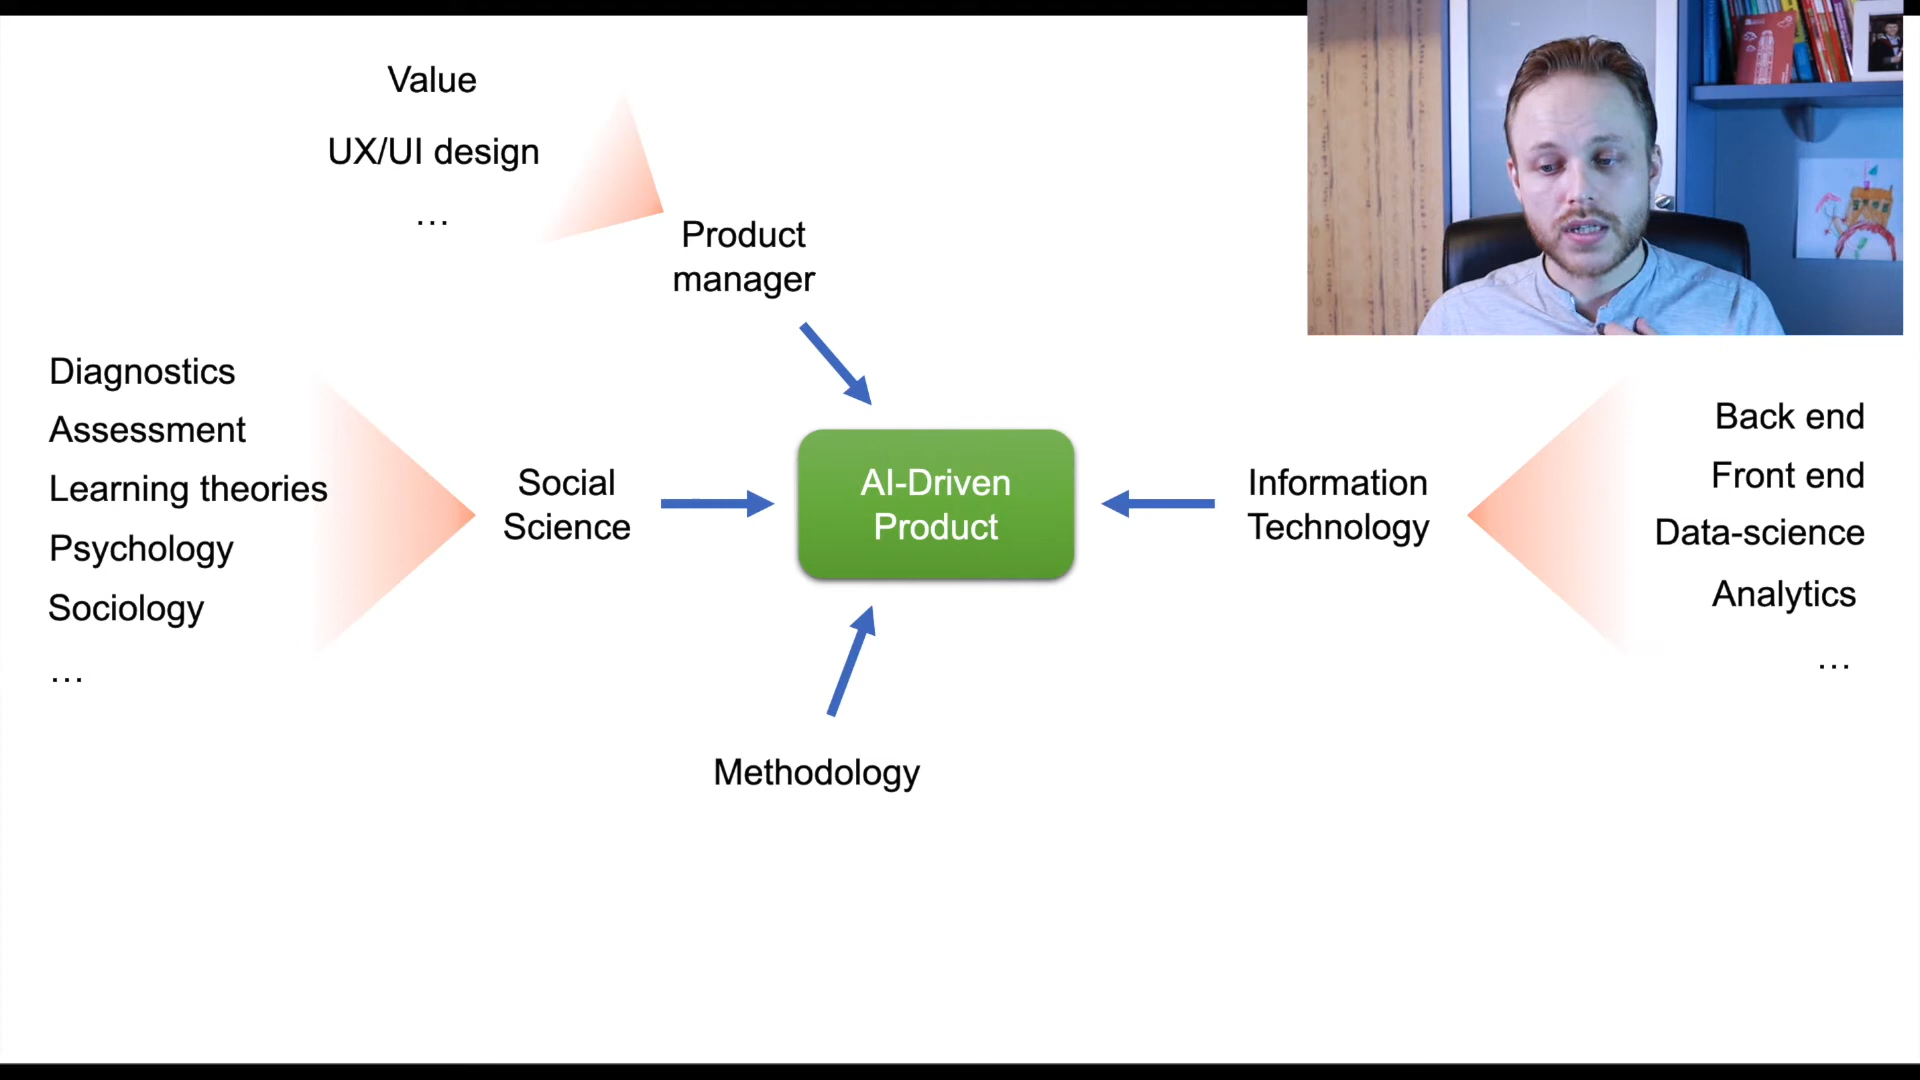 Value
UX/UI design
...
Product
manager
Diagnostics
Assessment
Learning theories
Psychology
Sociology
...
Social
Science
AI-Driven
Product
Information
Technology
Back end
Front end
Data-science
Analytics
...
Methodology